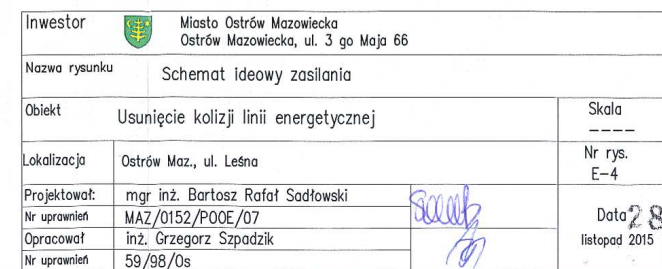 Inwestor
Miasto Ostrów Mazowiecka
Ostrów Mazowiecka, ul. 3 go Maja 66
Nazwa rysunku Schemat ideowy zasilania
Obiekt Usunięcie kolizji linii energetycznej
Skala
----
Lokalizacja Ostrów Maz., ul. Leśna
Nr rys.
E-4
Projektował: mgr inż. Bartosz Rafał Sadłowski
Nr uprawnień MAZ/0152/POOE/07
Opracował inż. Grzegorz Szpadzik
Nr uprawnień 59/98/Os
Data 28
listopad 2015